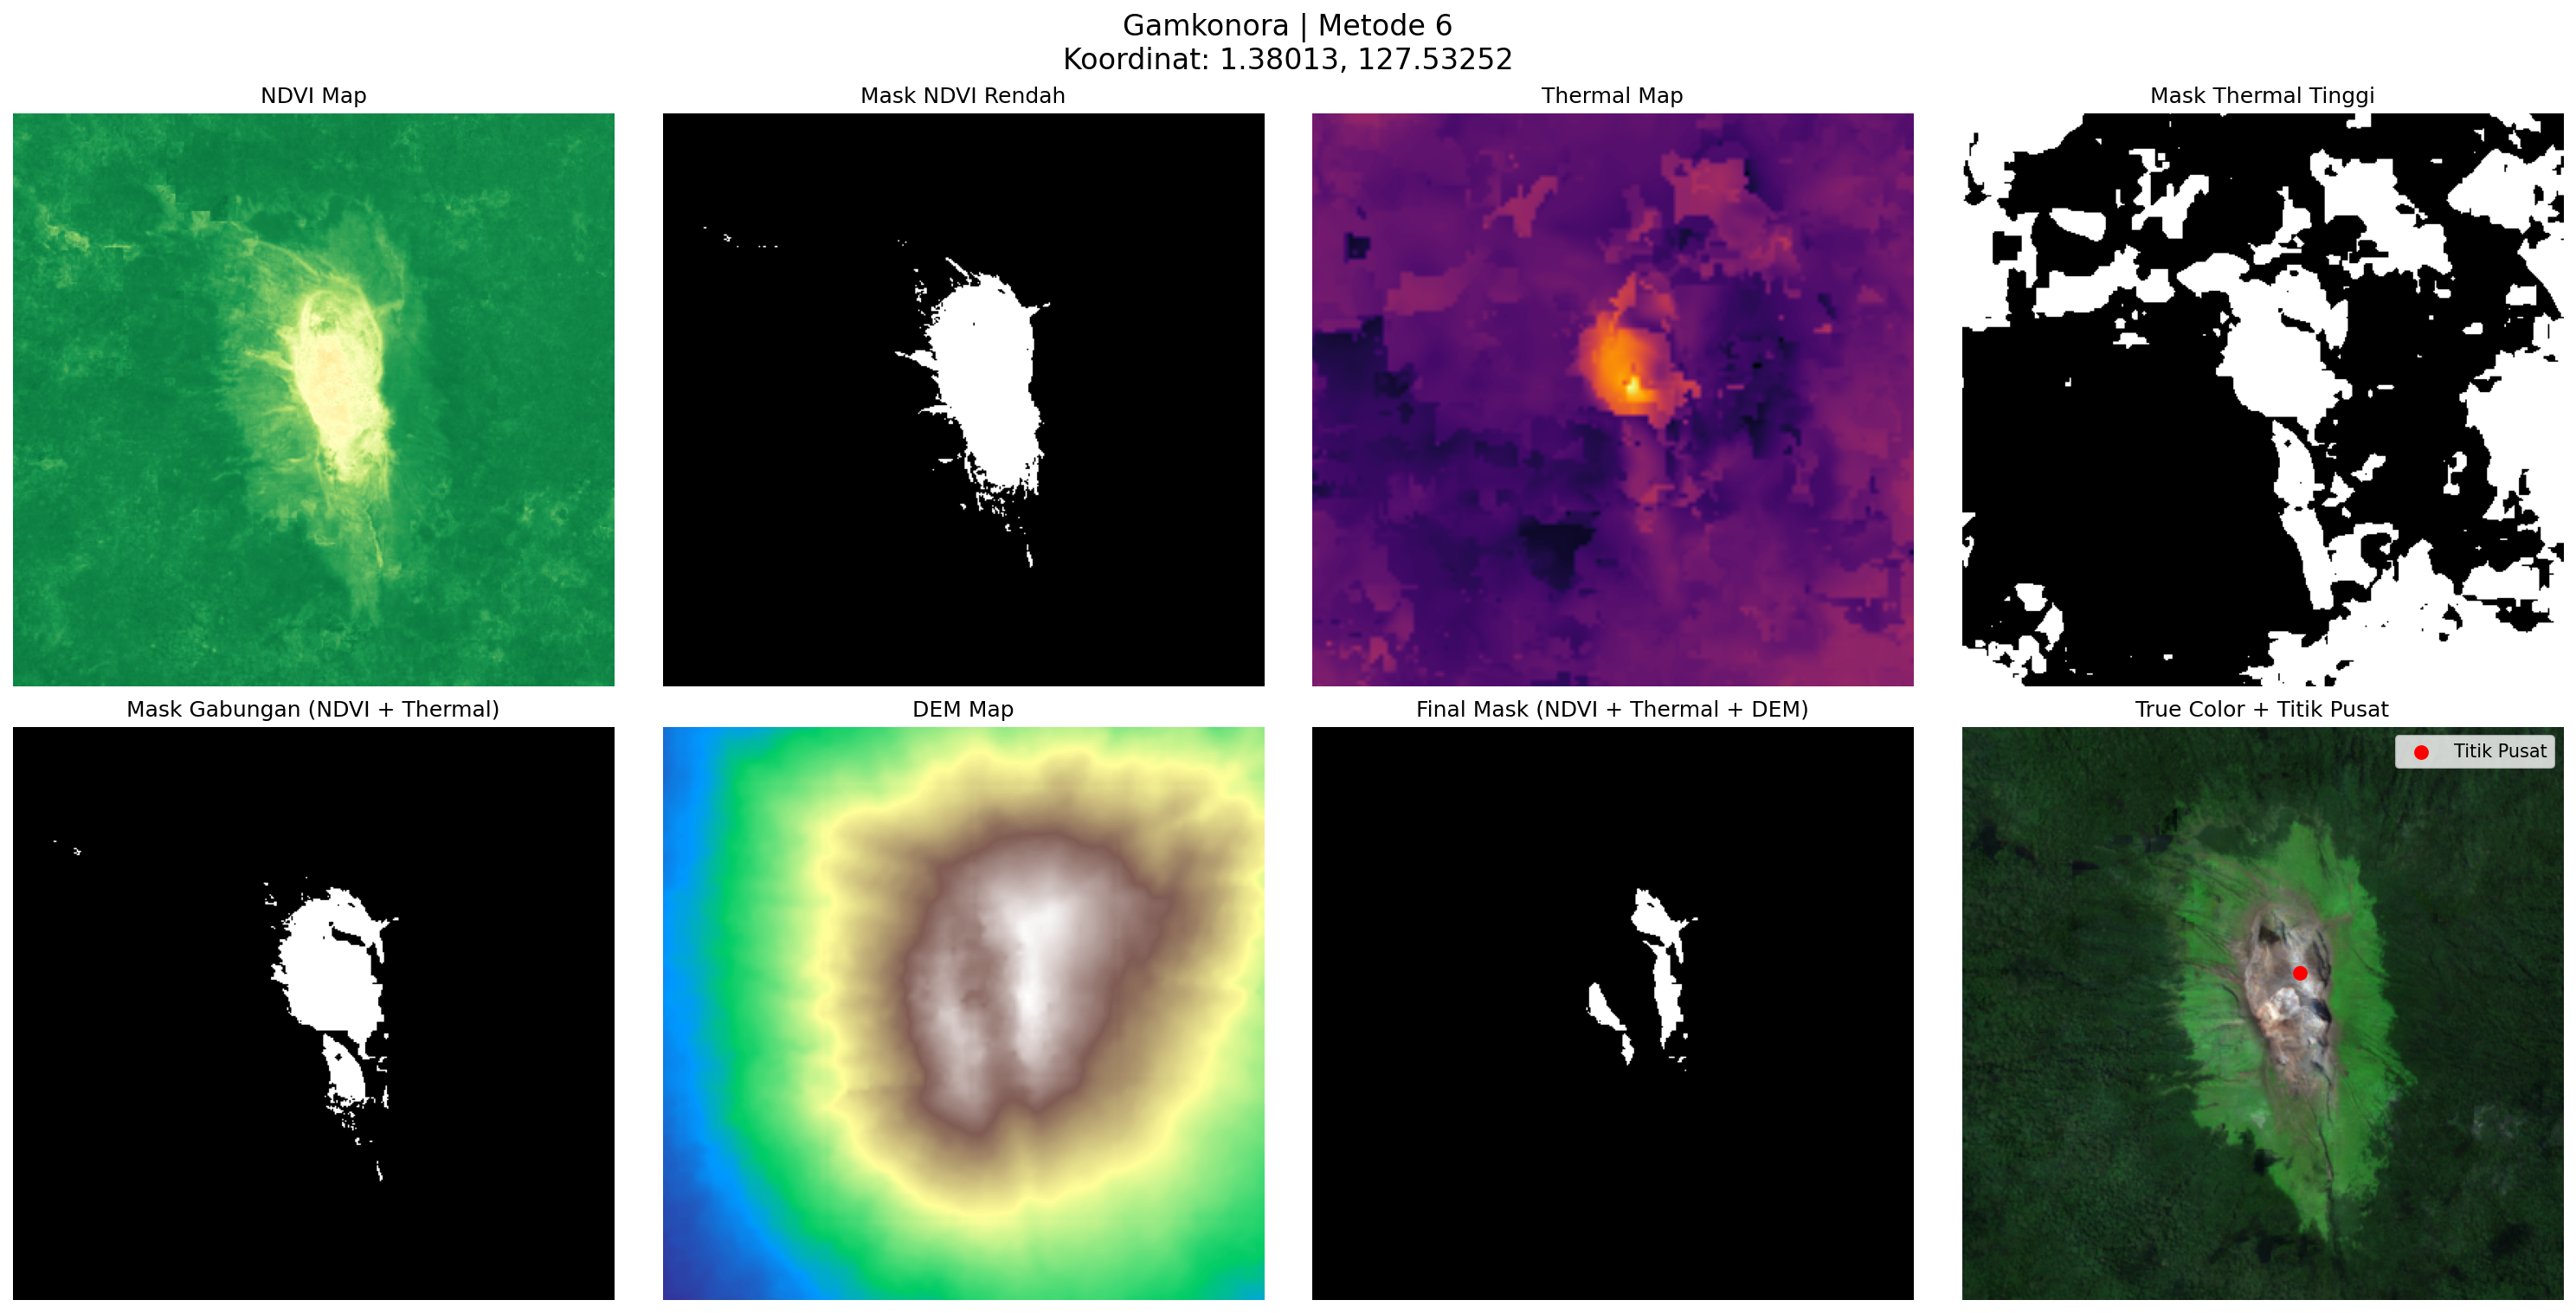 Gamkonora | Metode 6
Koordinat: 1.38013, 127.53252
NDVI Map
Mask NDVI Rendah
Thermal Map
Mask Thermal Tinggi
Mask Gabungan (NDVI + Thermal)
DEM Map
Final Mask (NDVI + Thermal + DEM)
True Color + Titik Pusat
Titik Pusat